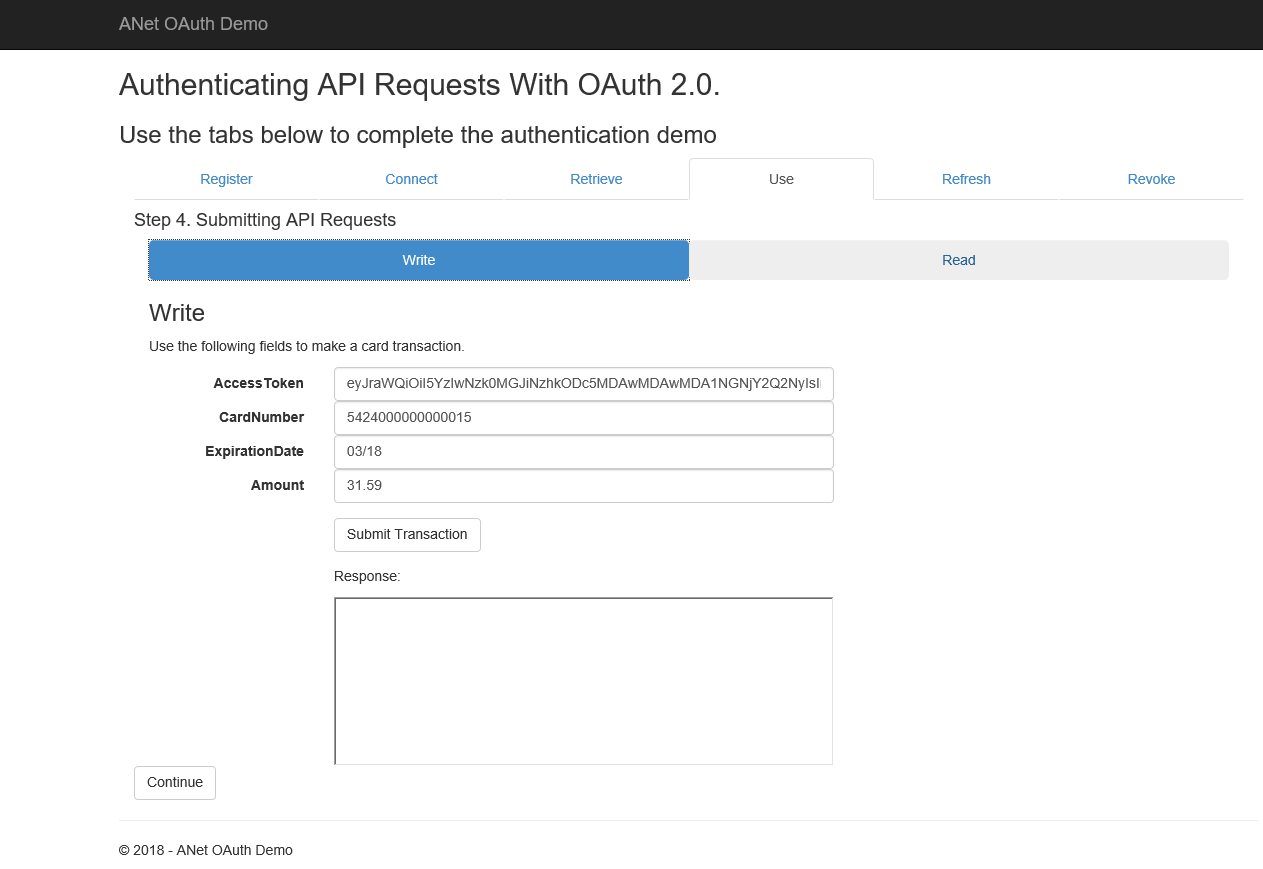 ANet OAuth Demo
Authenticating API Requests With OAuth 2.0.
Use the tabs below to complete the authentication demo
Register Connect Retrieve Use Refresh Revoke
Step 4. Submitting API Requests
Write Read
Write
Use the following fields to make a card transaction.
AccessToken eyJraWQiOiI5YzIwNzk0MGJiNzhkODc5MDAwMDAwMDA1NGNjY2Q2NyIsI
CardNumber 5424000000000015
ExpirationDate 03/18
Amount 31.59
Submit Transaction
Response:
Continue
© 2018 - ANet OAuth Demo